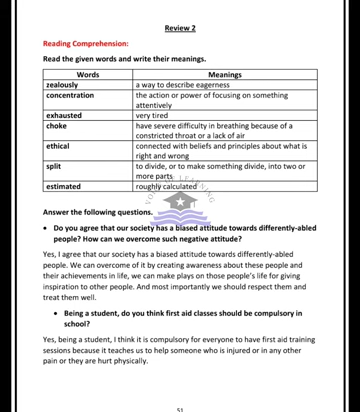 Review 2
Reading Comprehension:
Read the given words and write their meanings.
Words Meanings
zealously a way to describe eagerness
concentration the action or power of focusing on something
attentively
exhausted very tired
choke have severe difficulty in breathing because of a
constricted throat or a lack of air
ethical connected with beliefs and principles about what is
right and wrong
split to divide, or to make something divide, into two or
more parts
estimated roughly calculated
Answer the following questions.
• Do you agree that our society has a biased attitude towards differently-abled
people? How can we overcome such negative attitude?
Yes, I agree that our society has a biased attitude towards differently-abled
people. We can overcome of it by creating awareness about these people and
their achievements in life, we can make plays on those people's life for giving
inspiration to other people. And most importantly we should respect them and
treat them well.
• Being a student, do you think first aid classes should be compulsory in
school?
Yes, being a student, I think it is compulsory for everyone to have first aid training
sessions because it teaches us to help someone who is injured or in any other
pain or they are hurt physically.
51